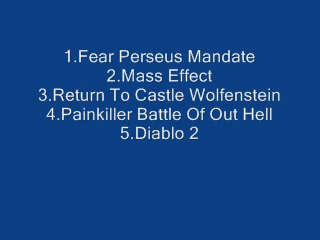 1.Fear Perseus Mandate
2.Mass Effect
3.Return To Castle Wolfenstein
4.Painkiller Battle Of Out Hell
5.Diablo 2